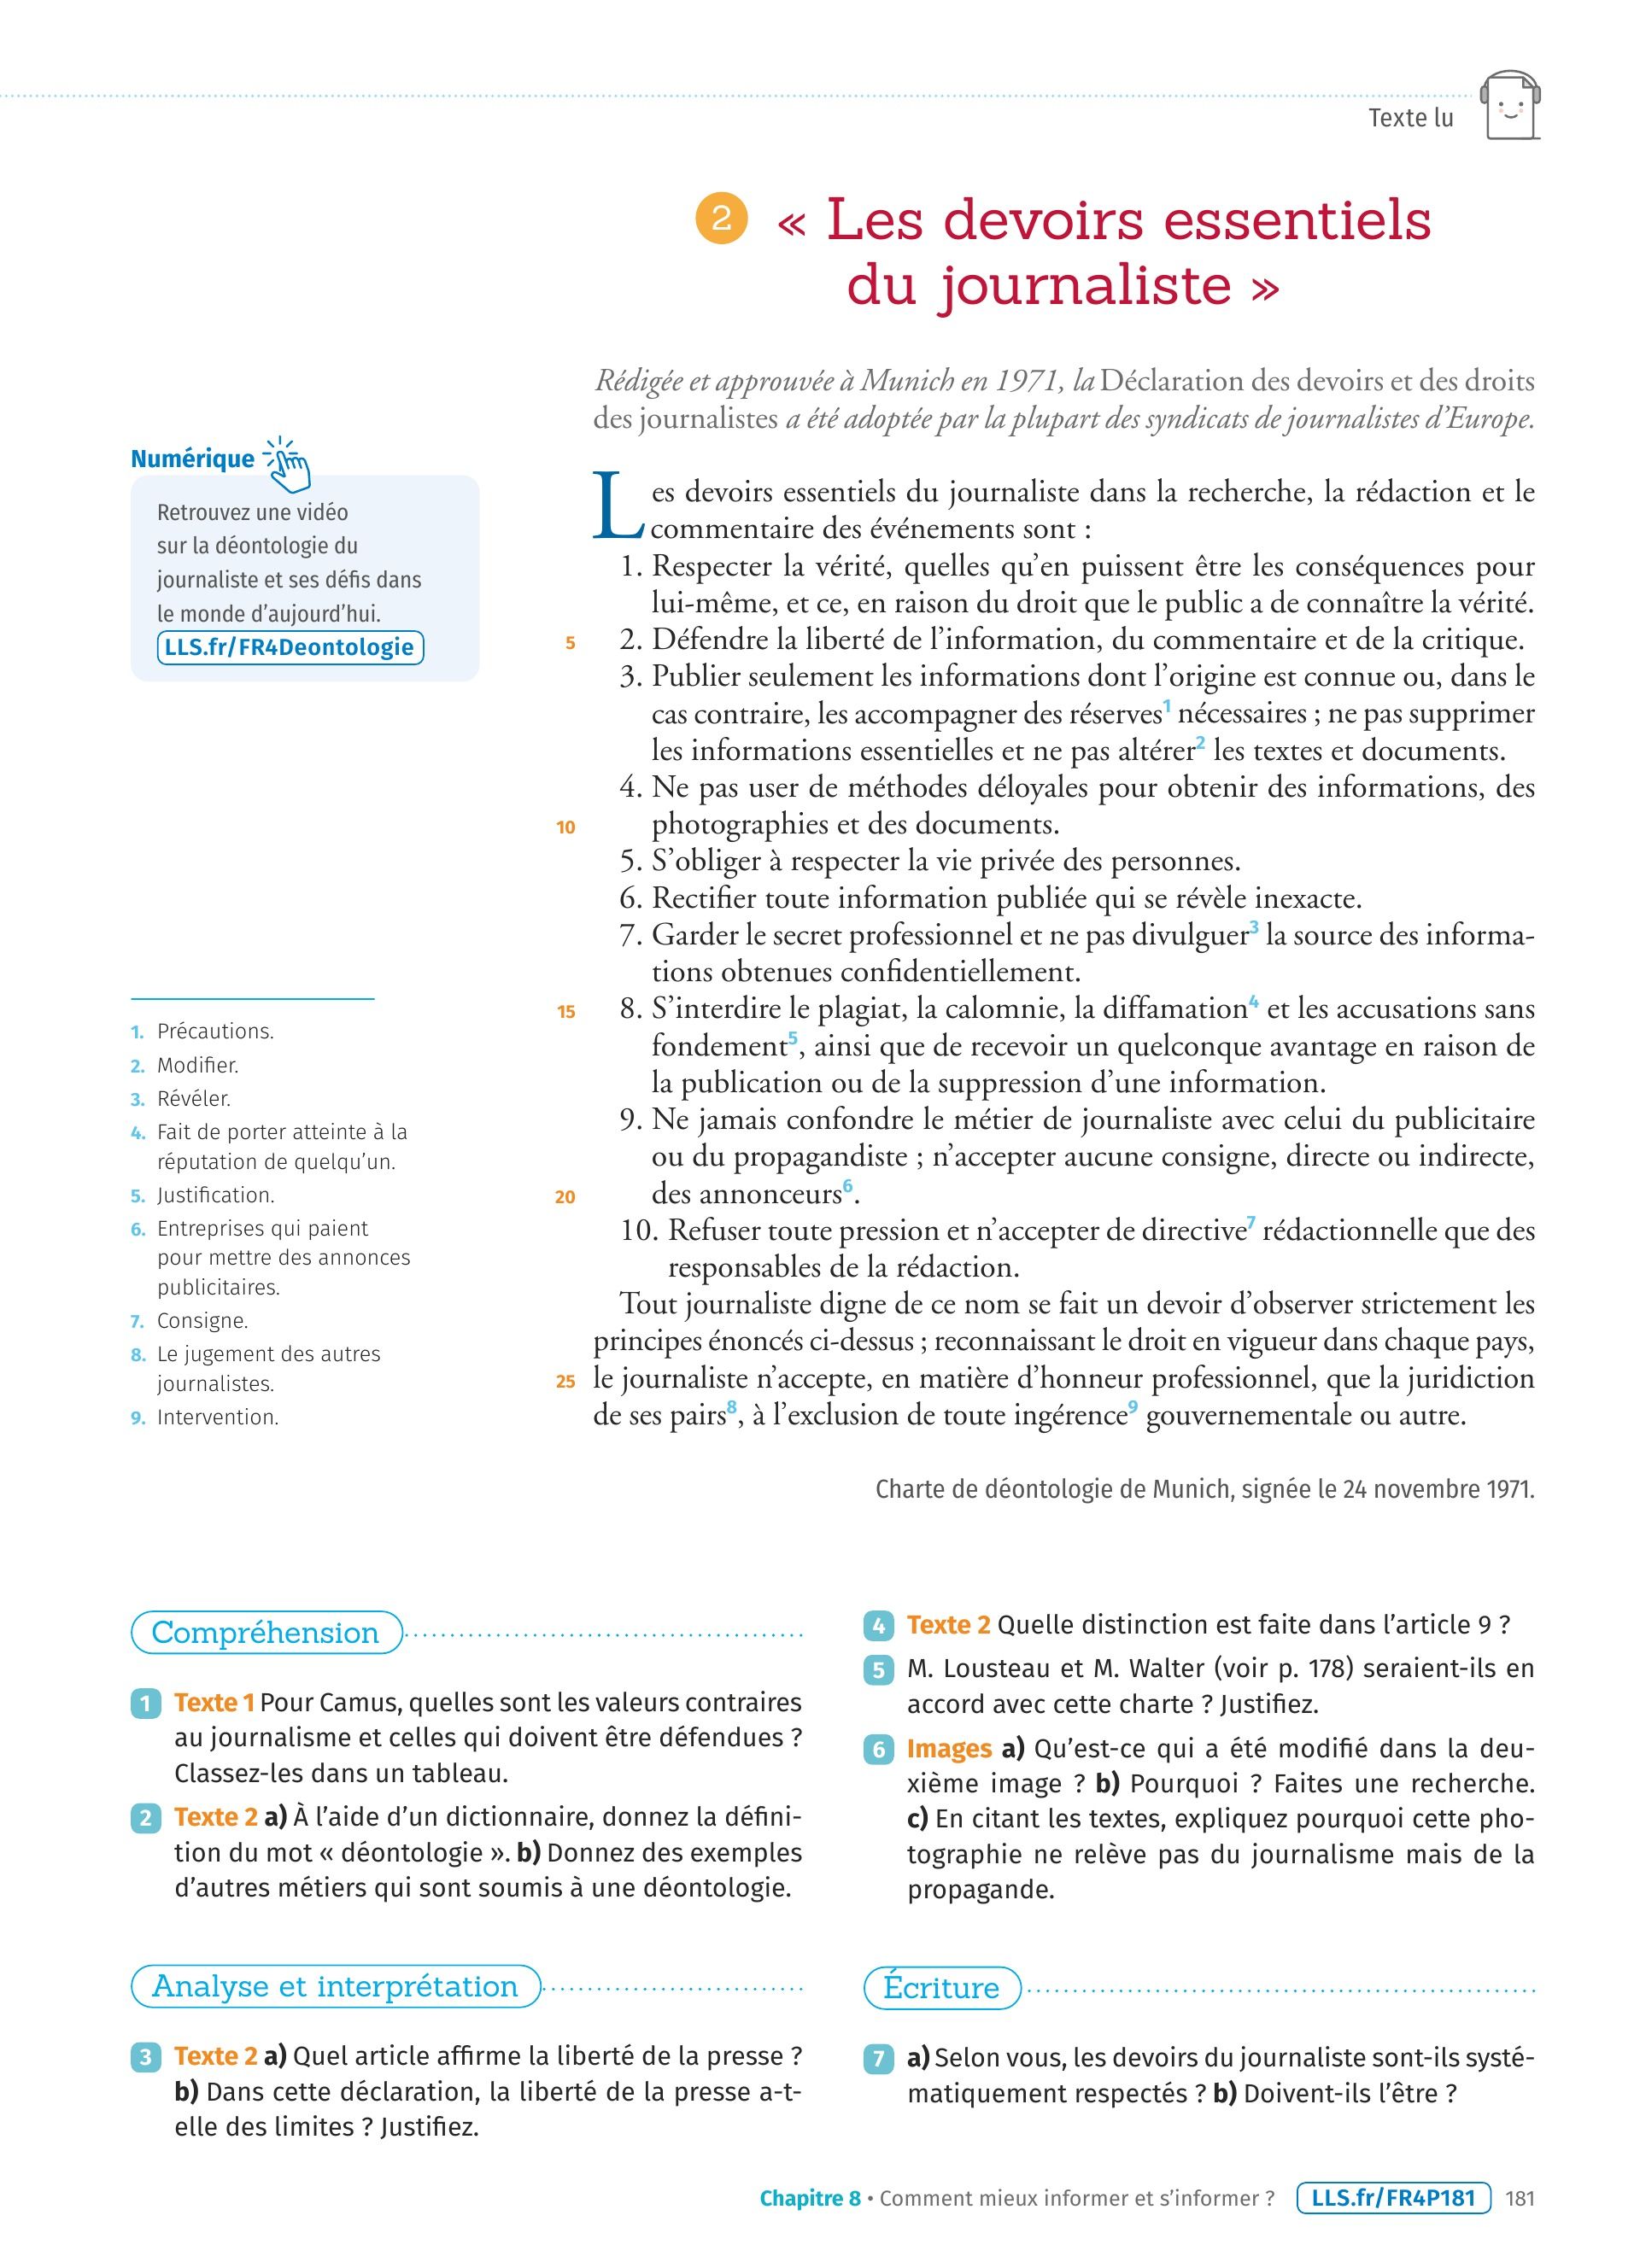 Texte lu
2 « Les devoirs essentiels
du journaliste »
Rédigée et approuvée à Munich en 1971, la Déclaration des devoirs et des droits
des journalistes a été adoptée par la plupart des syndicats de journalistes d’Europe.
Numérique
Retrouvez une vidéo
sur la déontologie du
journaliste et ses défis dans
le monde d’aujourd’hui.
LLS.fr/FR4Deontologie
Les devoirs essentiels du journaliste dans la recherche, la rédaction et le
commentaire des événements sont :
1. Respecter la vérité, quelles qu’en puissent être les conséquences pour
lui-même, et ce, en raison du droit que le public a de connaître la vérité.
5 2. Défendre la liberté de l’information, du commentaire et de la critique.
3. Publier seulement les informations dont l’origine est connue ou, dans le
cas contraire, les accompagner des réserves1 nécessaires ; ne pas supprimer
les informations essentielles et ne pas altérer2 les textes et documents.
4. Ne pas user de méthodes déloyales pour obtenir des informations, des
10 photographies et des documents.
5. S’obliger à respecter la vie privée des personnes.
6. Rectifier toute information publiée qui se révèle inexacte.
7. Garder le secret professionnel et ne pas divulguer3 la source des informa-
tions obtenues confidentiellement.
15 8. S’interdire le plagiat, la calomnie, la diffamation4 et les accusations sans
fondement5, ainsi que de recevoir un quelconque avantage en raison de
la publication ou de la suppression d’une information.
9. Ne jamais confondre le métier de journaliste avec celui du publicitaire
ou du propagandiste ; n’accepter aucune consigne, directe ou indirecte,
20 des annonceurs6.
10. Refuser toute pression et n’accepter de directive7 rédactionnelle que des
responsables de la rédaction.
Tout journaliste digne de ce nom se fait un devoir d’observer strictement les
principes énoncés ci-dessus ; reconnaissant le droit en vigueur dans chaque pays,
25 le journaliste n’accepte, en matière d’honneur professionnel, que la juridiction
de ses pairs8, à l’exclusion de toute ingérence9 gouvernementale ou autre.
Charte de déontologie de Munich, signée le 24 novembre 1971.
1. Précautions.
2. Modifier.
3. Révéler.
4. Fait de porter atteinte à la
réputation de quelqu’un.
5. Justification.
6. Entreprises qui paient
pour mettre des annonces
publicitaires.
7. Consigne.
8. Le jugement des autres
journalistes.
9. Intervention.
Compréhension
1 Texte 1 Pour Camus, quelles sont les valeurs contraires
au journalisme et celles qui doivent être défendues ?
Classez-les dans un tableau.
2 Texte 2 a) À l’aide d’un dictionnaire, donnez la défini-
tion du mot « déontologie ». b) Donnez des exemples
d’autres métiers qui sont soumis à une déontologie.
Analyse et interprétation
3 Texte 2 a) Quel article affirme la liberté de la presse ?
b) Dans cette déclaration, la liberté de la presse a-t-
elle des limites ? Justifiez.
4 Texte 2 Quelle distinction est faite dans l’article 9 ?
5 M. Lousteau et M. Walter (voir p. 178) seraient-ils en
accord avec cette charte ? Justifiez.
6 Images a) Qu’est-ce qui a été modifié dans la deu-
xième image ? b) Pourquoi ? Faites une recherche.
c) En citant les textes, expliquez pourquoi cette pho-
tographie ne relève pas du journalisme mais de la
propagande.
Écriture
7 a) Selon vous, les devoirs du journaliste sont-ils systé-
matiquement respectés ? b) Doivent-ils l’être ?
Chapitre 8 • Comment mieux informer et s’informer ? LLS.fr/FR4P181 181